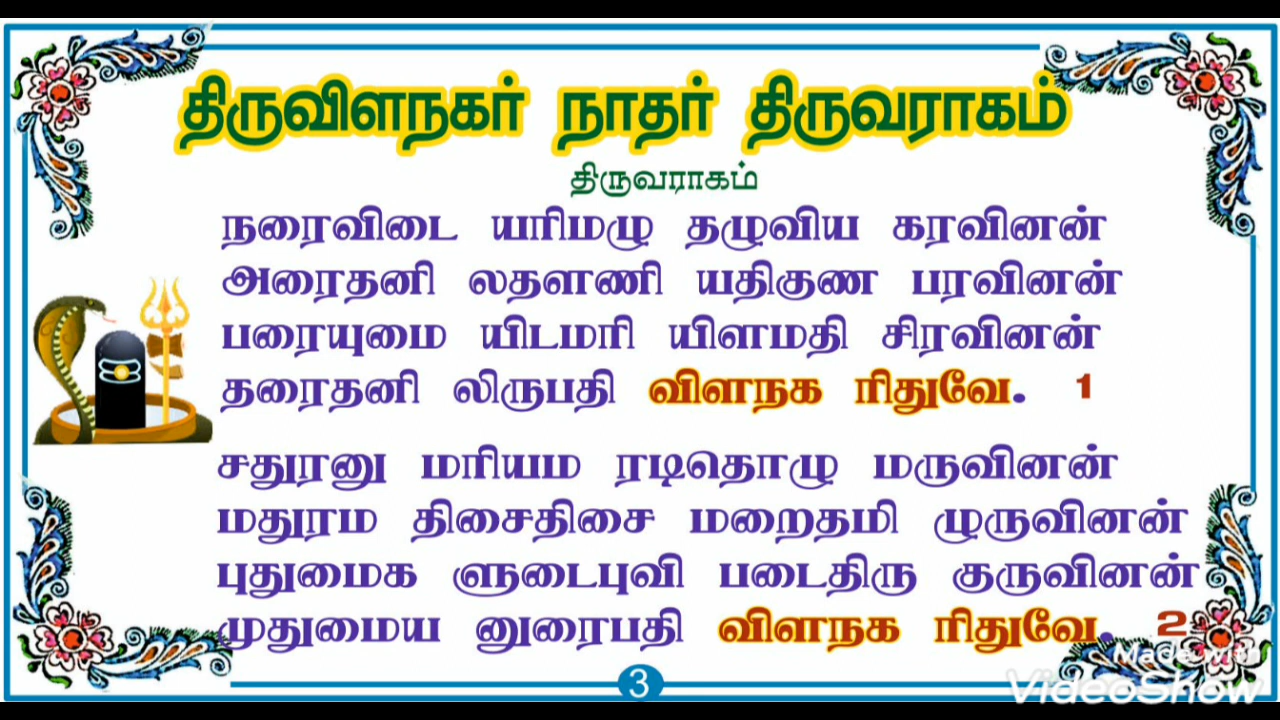 திருவிளநகர் நாதர் திருவராகம்
திருவராகம்
நரைவிடை யரிமழு தழுவிய கரவினன்
அரைதனி லதளணி யதிகுண பரவினன்
பரையுமை யிடமரி யிளமதி சிரவினன்
தரைதனி லிருபதி விளநக ரிதுவே. 1
சதுரனு மரியம ரடிதொழு மருவினன்
மதுரம திசைதிசை மறைதமி ழுருவினன்
புதுமைக ளுடைபுவி படைதிரு குருவினன்
முதுமைய னுரைபதி விளநக ரிதுவே. 2
3
Made with
VideoShow